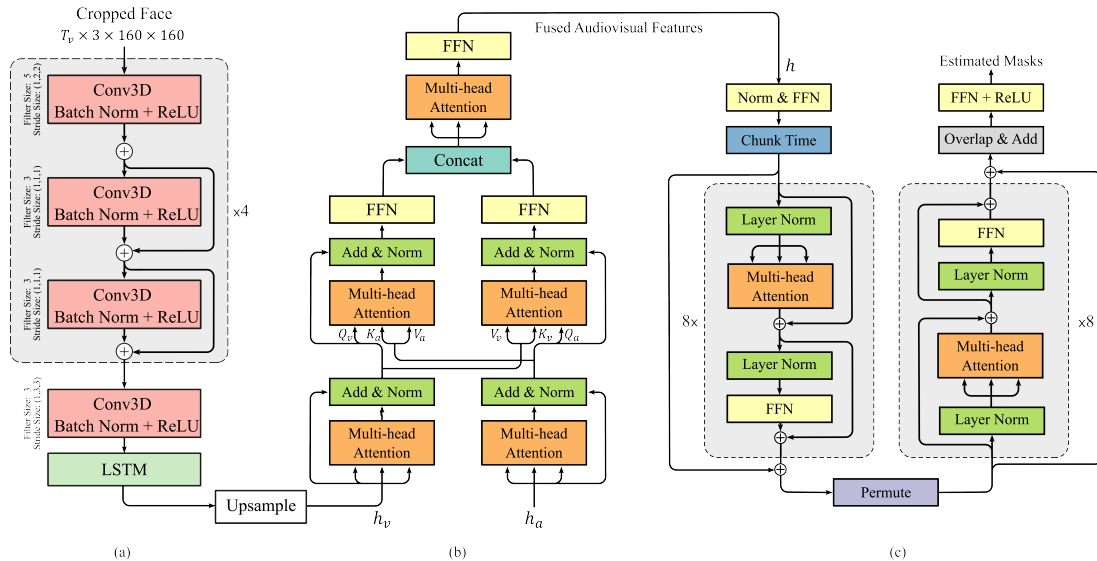 Cropped Face
T_v × 3 × 160 × 160
Filter Size: 5
Stride Size: (1,2,2)
Conv3D
Batch Norm + ReLU
Filter Size: 3
Stride Size: (1,1,1)
Conv3D
Batch Norm + ReLU
×4
Filter Size: 3
Stride Size: (1,1,1)
Conv3D
Batch Norm + ReLU
Filter Size: 3
Stride Size: (1,3,3)
Conv3D
Batch Norm + ReLU
LSTM
Upsample
(a)
FFN
Multi-head
Attention
Concat
FFN
FFN
Add & Norm
Add & Norm
Multi-head
Attention
Multi-head
Attention
Q_v K_a V_a
V_v K_v Q_a
Add & Norm
Add & Norm
Multi-head
Attention
Multi-head
Attention
h_v
h_a
(b)
Fused Audiovisual Features
h
Norm & FFN
Chunk Time
Layer Norm
Multi-head
Attention
8×
Layer Norm
FFN
Permute
Estimated Masks
FFN + ReLU
Overlap & Add
FFN
Layer Norm
×8
Multi-head
Attention
Layer Norm
(c)